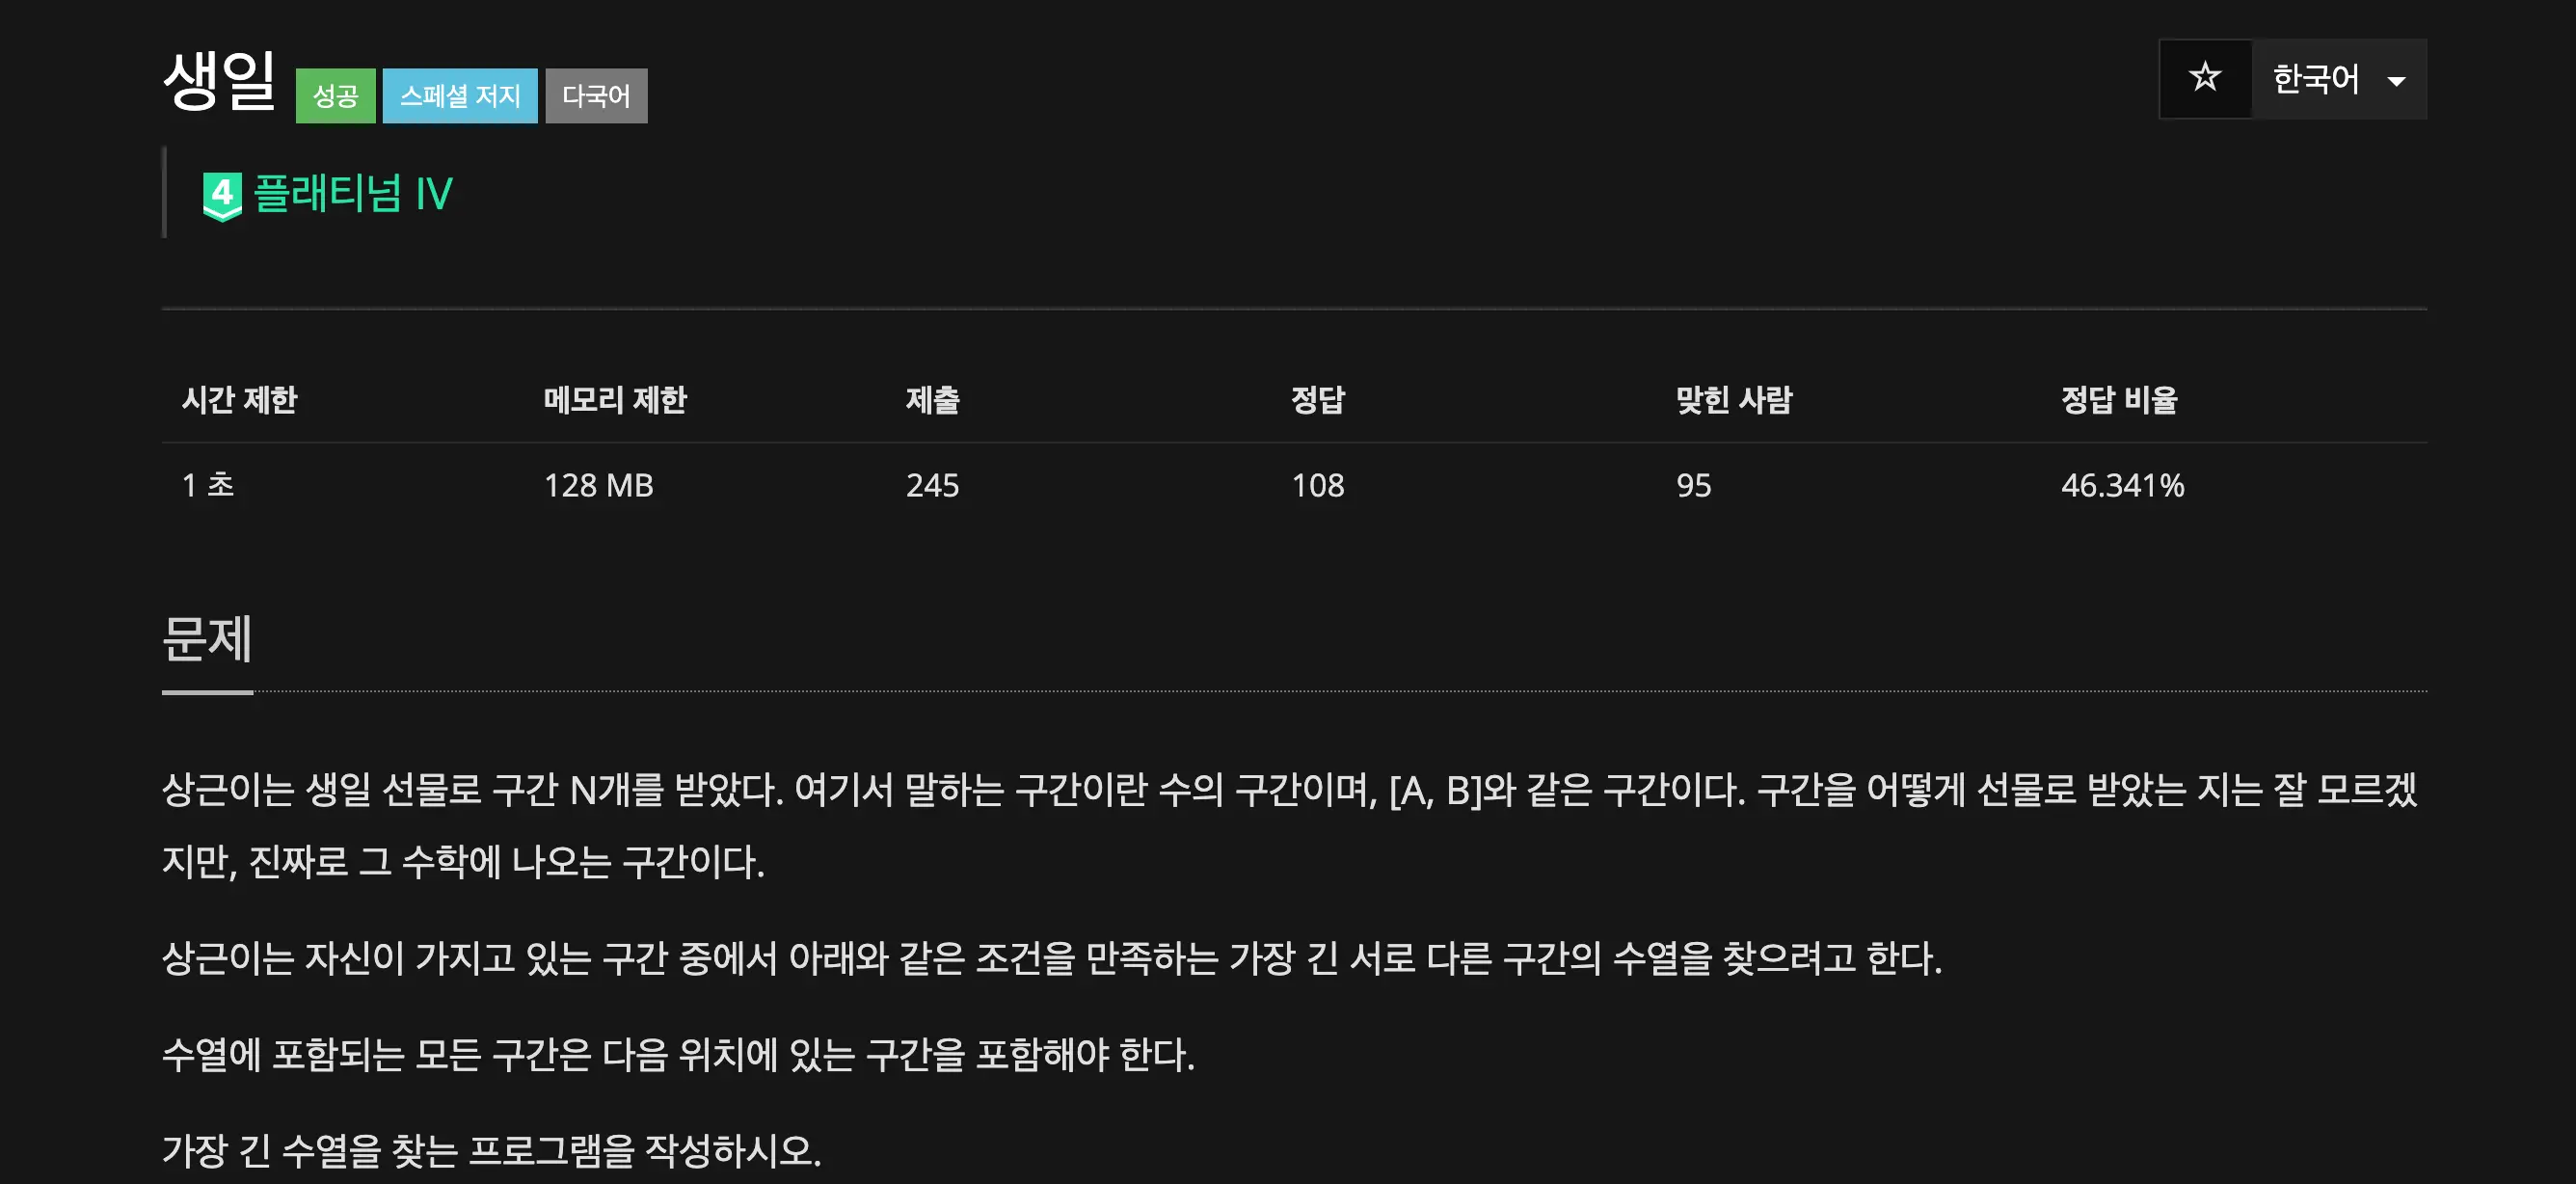 생일 성공 스페셜 저지 다국어
☆ 한국어
4 플래티넘 IV
시간 제한 메모리 제한 제출 정답 맞힌 사람 정답 비율
1 초 128 MB 245 108 95 46.341%
문제
상근이는 생일 선물로 구간 N개를 받았다. 여기서 말하는 구간이란 수의 구간이며, [A, B]와 같은 구간이다. 구간을 어떻게 선물로 받았는 지는 잘 모르겠
지만, 진짜로 그 수학에 나오는 구간이다.
상근이는 자신이 가지고 있는 구간 중에서 아래와 같은 조건을 만족하는 가장 긴 서로 다른 구간의 수열을 찾으려고 한다.
수열에 포함되는 모든 구간은 다음 위치에 있는 구간을 포함해야 한다.
가장 긴 수열을 찾는 프로그램을 작성하시오.